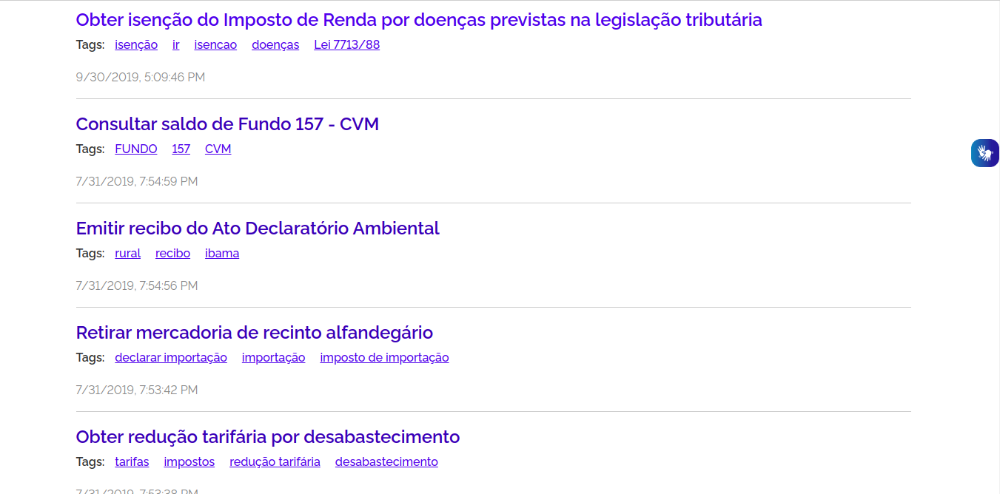 Obter isenção do Imposto de Renda por doenças previstas na legislação tributária
Tags: isenção ir isencao doenças Lei 7713/88
9/30/2019, 5:09:46 PM
Consultar saldo de Fundo 157 - CVM
Tags: FUNDO 157 CVM
7/31/2019, 7:54:59 PM
Emitir recibo do Ato Declaratório Ambiental
Tags: rural recibo ibama
7/31/2019, 7:54:56 PM
Retirar mercadoria de recinto alfandegário
Tags: declarar importação importação imposto de importação
7/31/2019, 7:53:42 PM
Obter redução tarifária por desabastecimento
Tags: tarifas impostos redução tarifária desabastecimento
7/31/2019, 7:53:38 PM